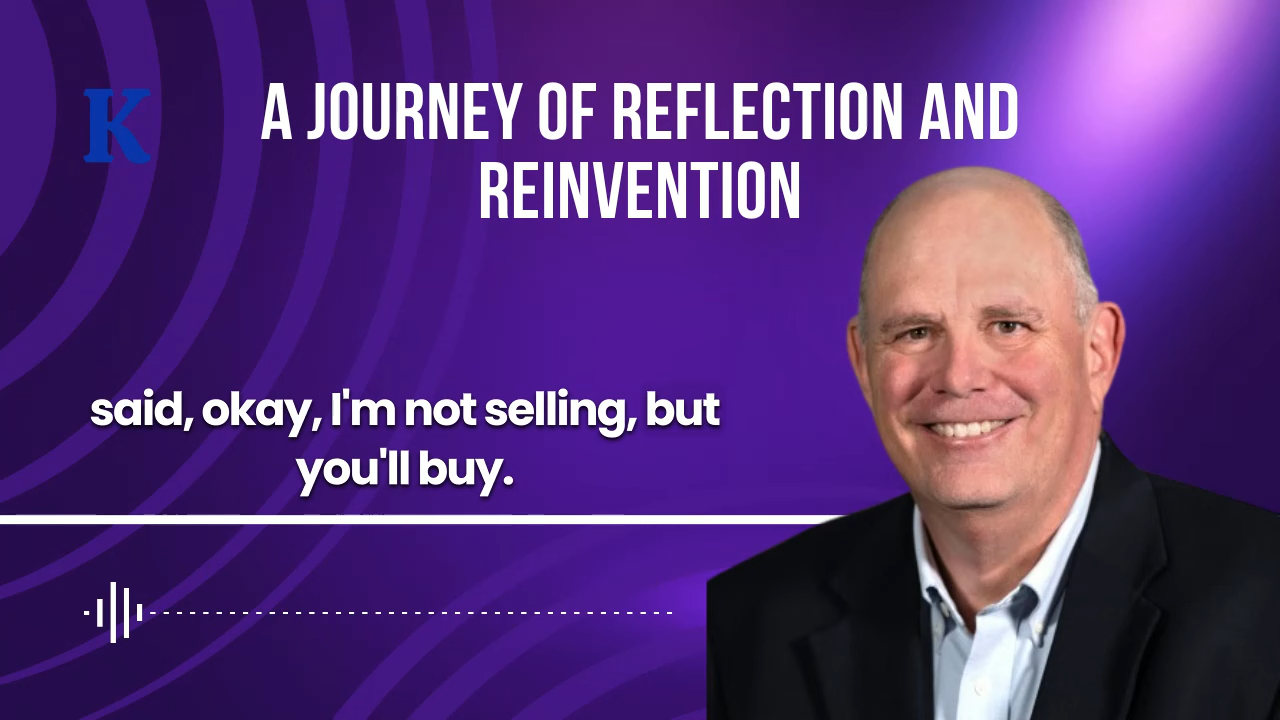 K
A JOURNEY OF REFLECTION AND
REINVENTION
said, okay, I'm not selling, but
you'll buy.